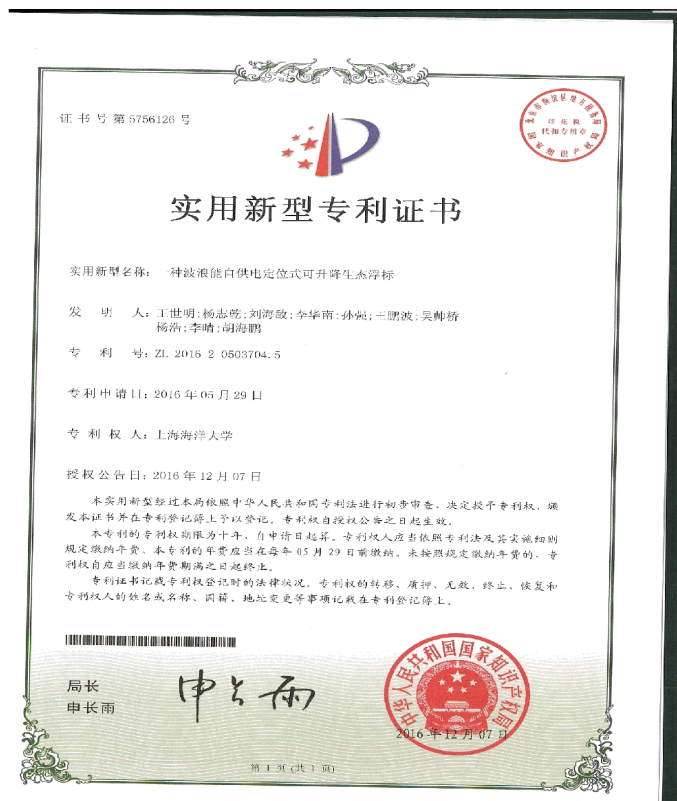 证书号第5756126号
印花税
代扣专用章
实用新型专利证书
实用新型名称：一种波浪能自供电定位式可升降生态浮标
发明人：王世明;杨志乾;刘海敌;李华南;孙强;王鹏波;吴帅桥
杨浩;李晴;胡海鹏
专利号：ZL 2016 2 0503704.5
专利申请日：2016年05月29日
专利权人：上海海洋大学
授权公告日：2016年12月07日
本实用新型经过本局依照中华人民共和国专利法进行初步审查，决定授予专利权，颁
发本证书并在专利登记簿上予以登记。专利权自授权公告之日起生效。
本专利的专利权期限为十年，自申请日起算。专利权人应当依照专利法及其实施细则
规定缴纳年费。本专利的年费应当在每年05月29日前缴纳。未按照规定缴纳年费的，专
利权自应当缴纳年费期满之日起终止。
专利证书记载专利权登记时的法律状况。专利权的转移、质押、无效、终止、恢复和
专利权人的姓名或名称、国籍、地址变更等事项记载在专利登记簿上。
局长
申长雨
申长雨
中华人民共和国国家知识产权局
2016年12月07日
第1页(共1页)